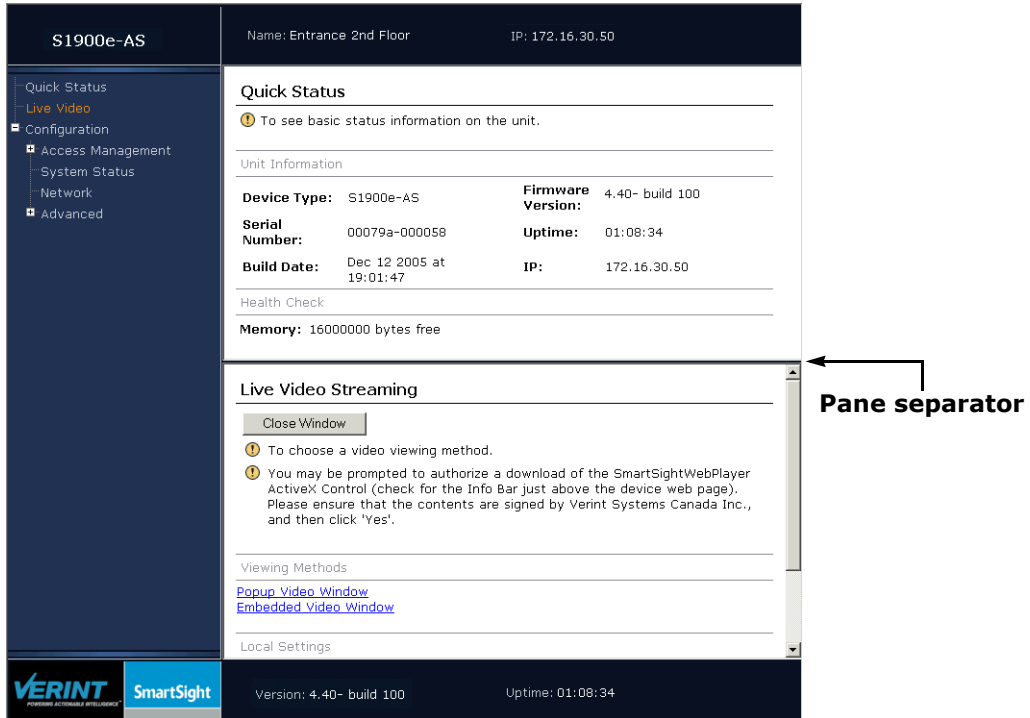 S1900e-AS
Name: Entrance 2nd Floor
IP: 172.16.30.50
Quick Status
Live Video
Configuration
Access Management
System Status
Network
Advanced
Quick Status
To see basic status information on the unit.
Unit Information
Device Type: S1900e-AS
Firmware Version: 4.40- build 100
Serial Number: 00079a-000058
Uptime: 01:08:34
Build Date: Dec 12 2005 at 19:01:47
IP: 172.16.30.50
Health Check
Memory: 16000000 bytes free
Pane separator
Live Video Streaming
Close Window
To choose a video viewing method.
You may be prompted to authorize a download of the SmartSightWebPlayer
ActiveX Control (check for the Info Bar just above the device web page).
Please ensure that the contents are signed by Verint Systems Canada Inc.,
and then click 'Yes'.
Viewing Methods
Popup Video Window
Embedded Video Window
Local Settings
VERINT
POWERING ACTIONABLE INTELLIGENCE
SmartSight
Version: 4.40- build 100
Uptime: 01:08:34